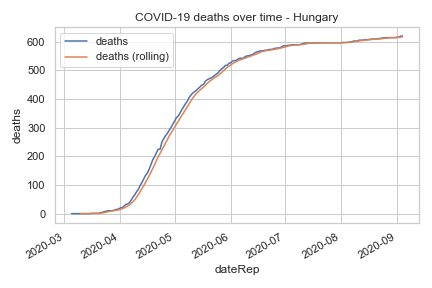 COVID-19 deaths over time - Hungary
deaths
deaths (rolling)
600
500
400
300
200
100
0
deaths
2020-03
2020-04
2020-05
2020-06
2020-07
2020-08
2020-09
dateRep